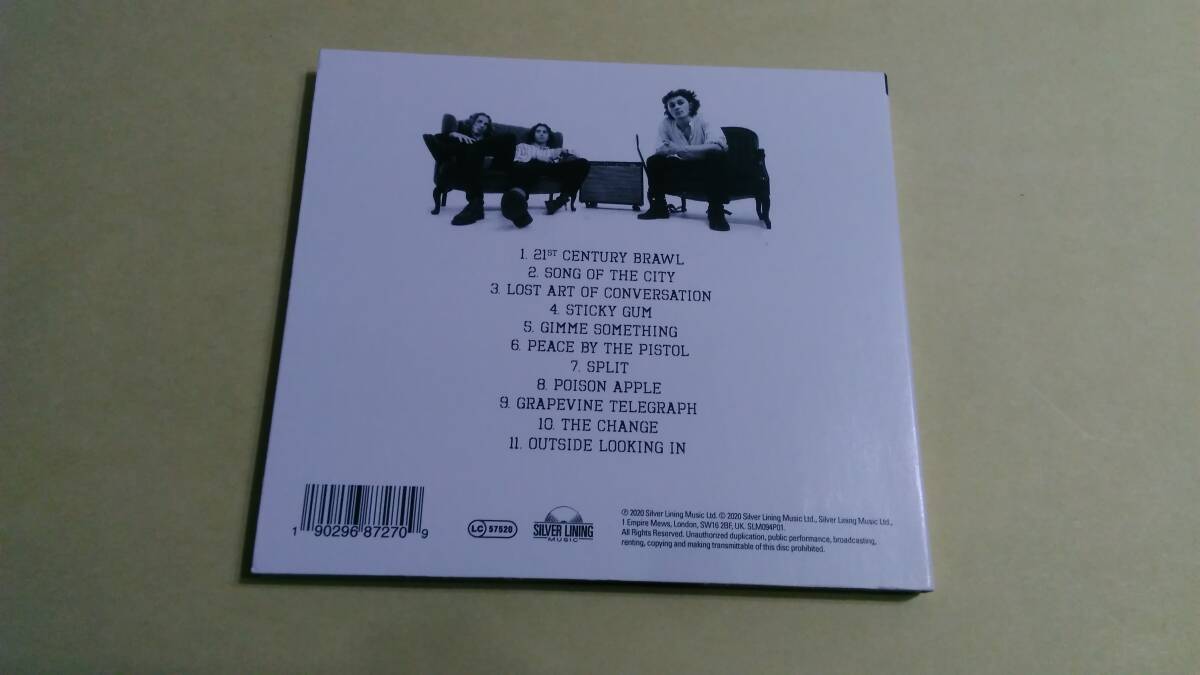 1. 21ST CENTURY BRAWL
2. SONG OF THE CITY
3. LOST ART OF CONVERSATION
4. STICKY GUM
5. GIMME SOMETHING
6. PEACE BY THE PISTOL
7. SPLIT
8. POISON APPLE
9. GRAPEVINE TELEGRAPH
10. THE CHANGE
11. OUTSIDE LOOKING IN
1 90296 87270 9
LC 57520
SILVER LINING
MUSIC
℗ 2020 Silver Lining Music Ltd. © 2020 Silver Lining Music Ltd., Silver Lining Music Ltd.,
1 Empire Mews, London, SW16 2BF, UK. SLM094P01.
All Rights Reserved. Unauthorized duplication, public performance, broadcasting,
renting, copying and making transmittable of this disc prohibited.